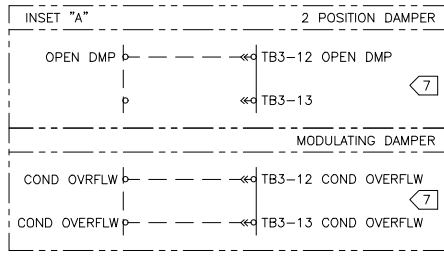 INSET "A" 2 POSITION DAMPER
OPEN DMP TB3-12 OPEN DMP
TB3-13
7
MODULATING DAMPER
COND OVRFLW TB3-12 COND OVERFLW
7
COND OVERFLW TB3-13 COND OVERFLW